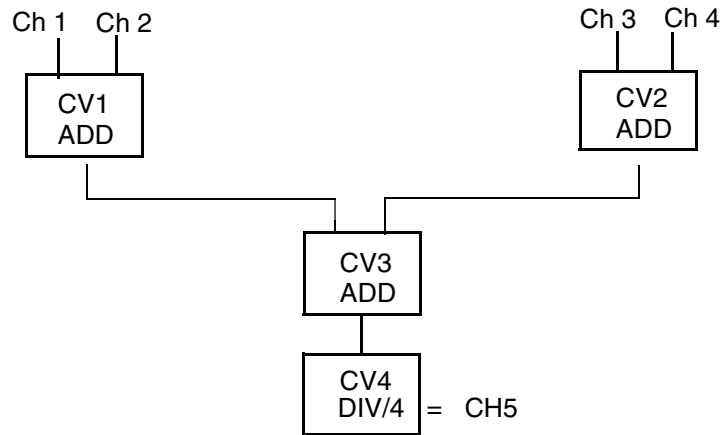 Ch 1 Ch 2 Ch 3 Ch 4
CV1
ADD
CV2
ADD
CV3
ADD
CV4
DIV/4 = CH5